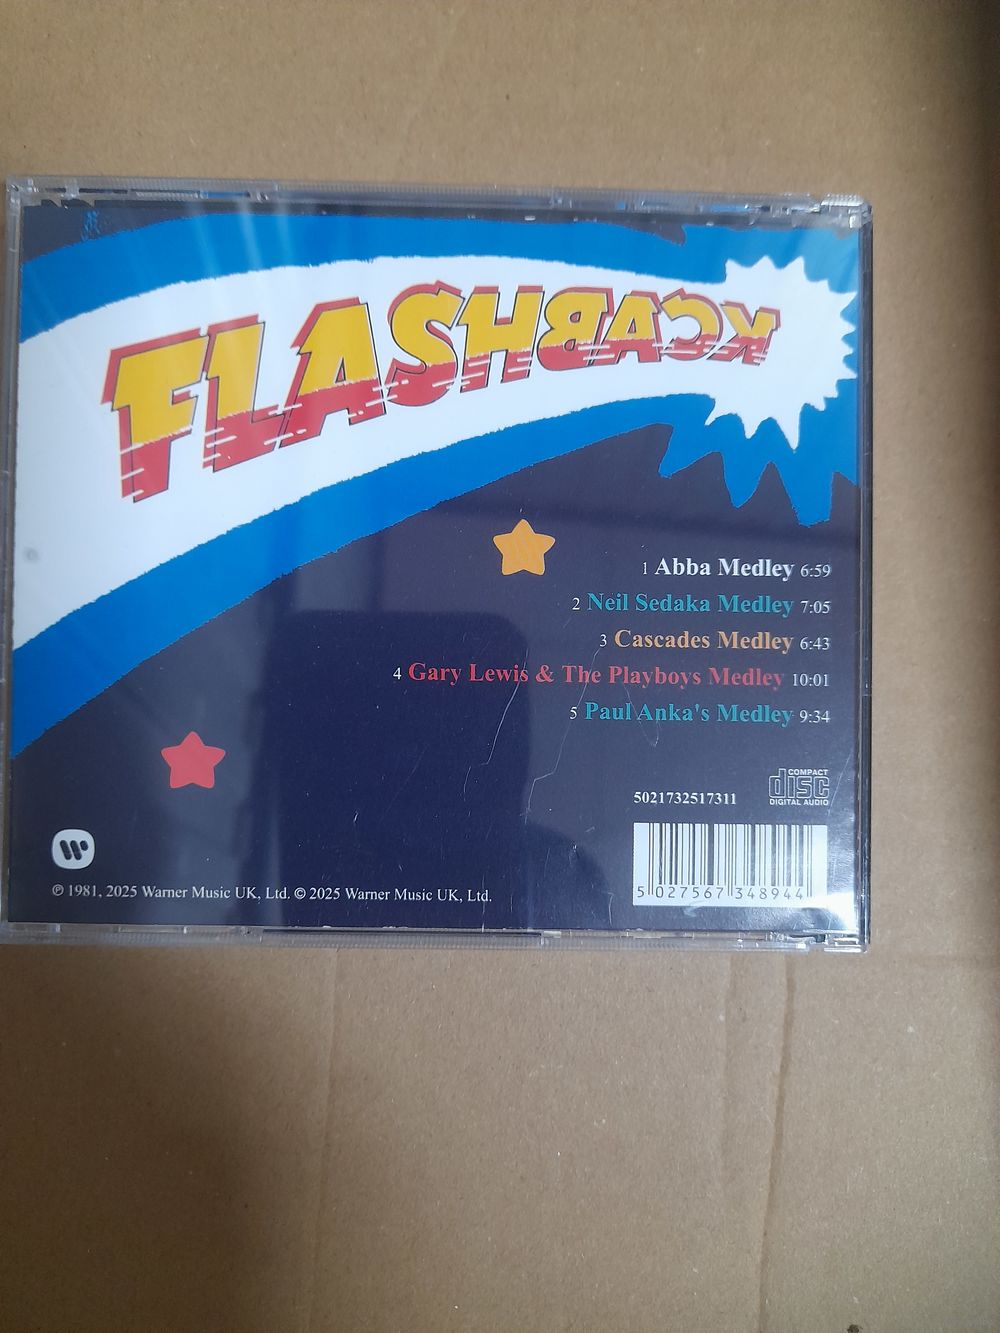 FLASHBACK
1 Abba Medley 6:59
2 Neil Sedaka Medley 7:05
3 Cascades Medley 6:43
4 Gary Lewis & The Playboys Medley 10:01
5 Paul Anka's Medley 9:34
COMPACT
disc
DIGITAL AUDIO
5021732517311
5 027567 348944
℗ 1981, 2025 Warner Music UK, Ltd. © 2025 Warner Music UK, Ltd.